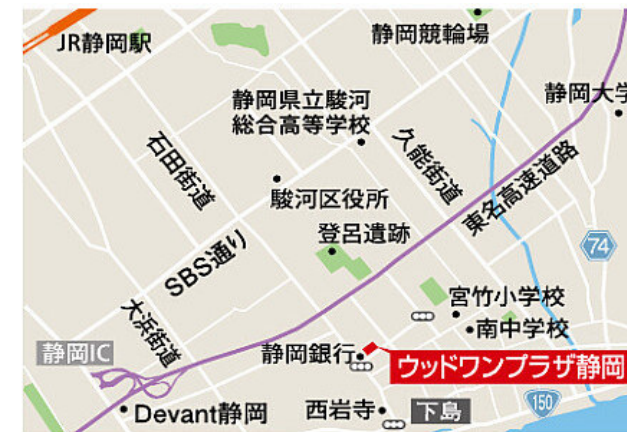 JR静岡駅
静岡競輪場
静岡県立駿河
総合高等学校
静岡大学
石田街道
久能街道
東名高速道路
駿河区役所
登呂遺跡
SBS通り
74
大浜街道
宮竹小学校
南中学校
静岡IC
静岡銀行
ウッドワンプラザ静岡
Devant静岡
西岩寺
下島
150